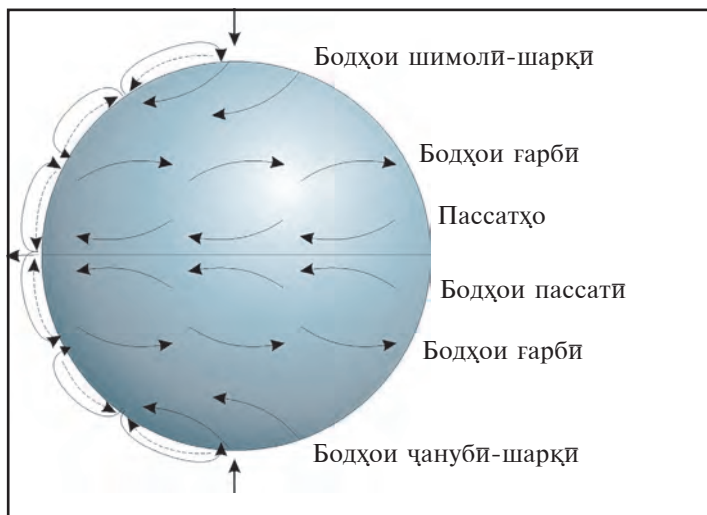 Бодҳои шимолӣ-шарқӣ
Бодҳои ғарбӣ
Пассатҳо
Бодҳои пассатӣ
Бодҳои ғарбӣ
Бодҳои ҷанубӣ-шарқӣ